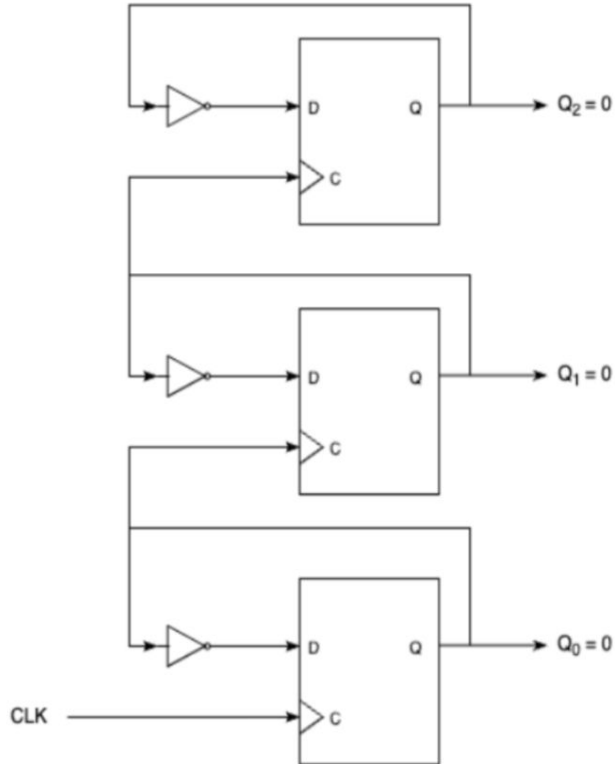 D Q Q₂ = 0
C
D Q Q₁ = 0
C
D Q Q₀ = 0
CLK C